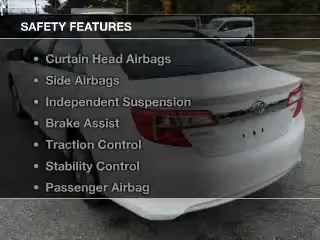 SAFETY FEATURES
• Curtain Head Airbags
• Side Airbags
• Independent Suspension
• Brake Assist
• Traction Control
• Stability Control
• Passenger Airbag